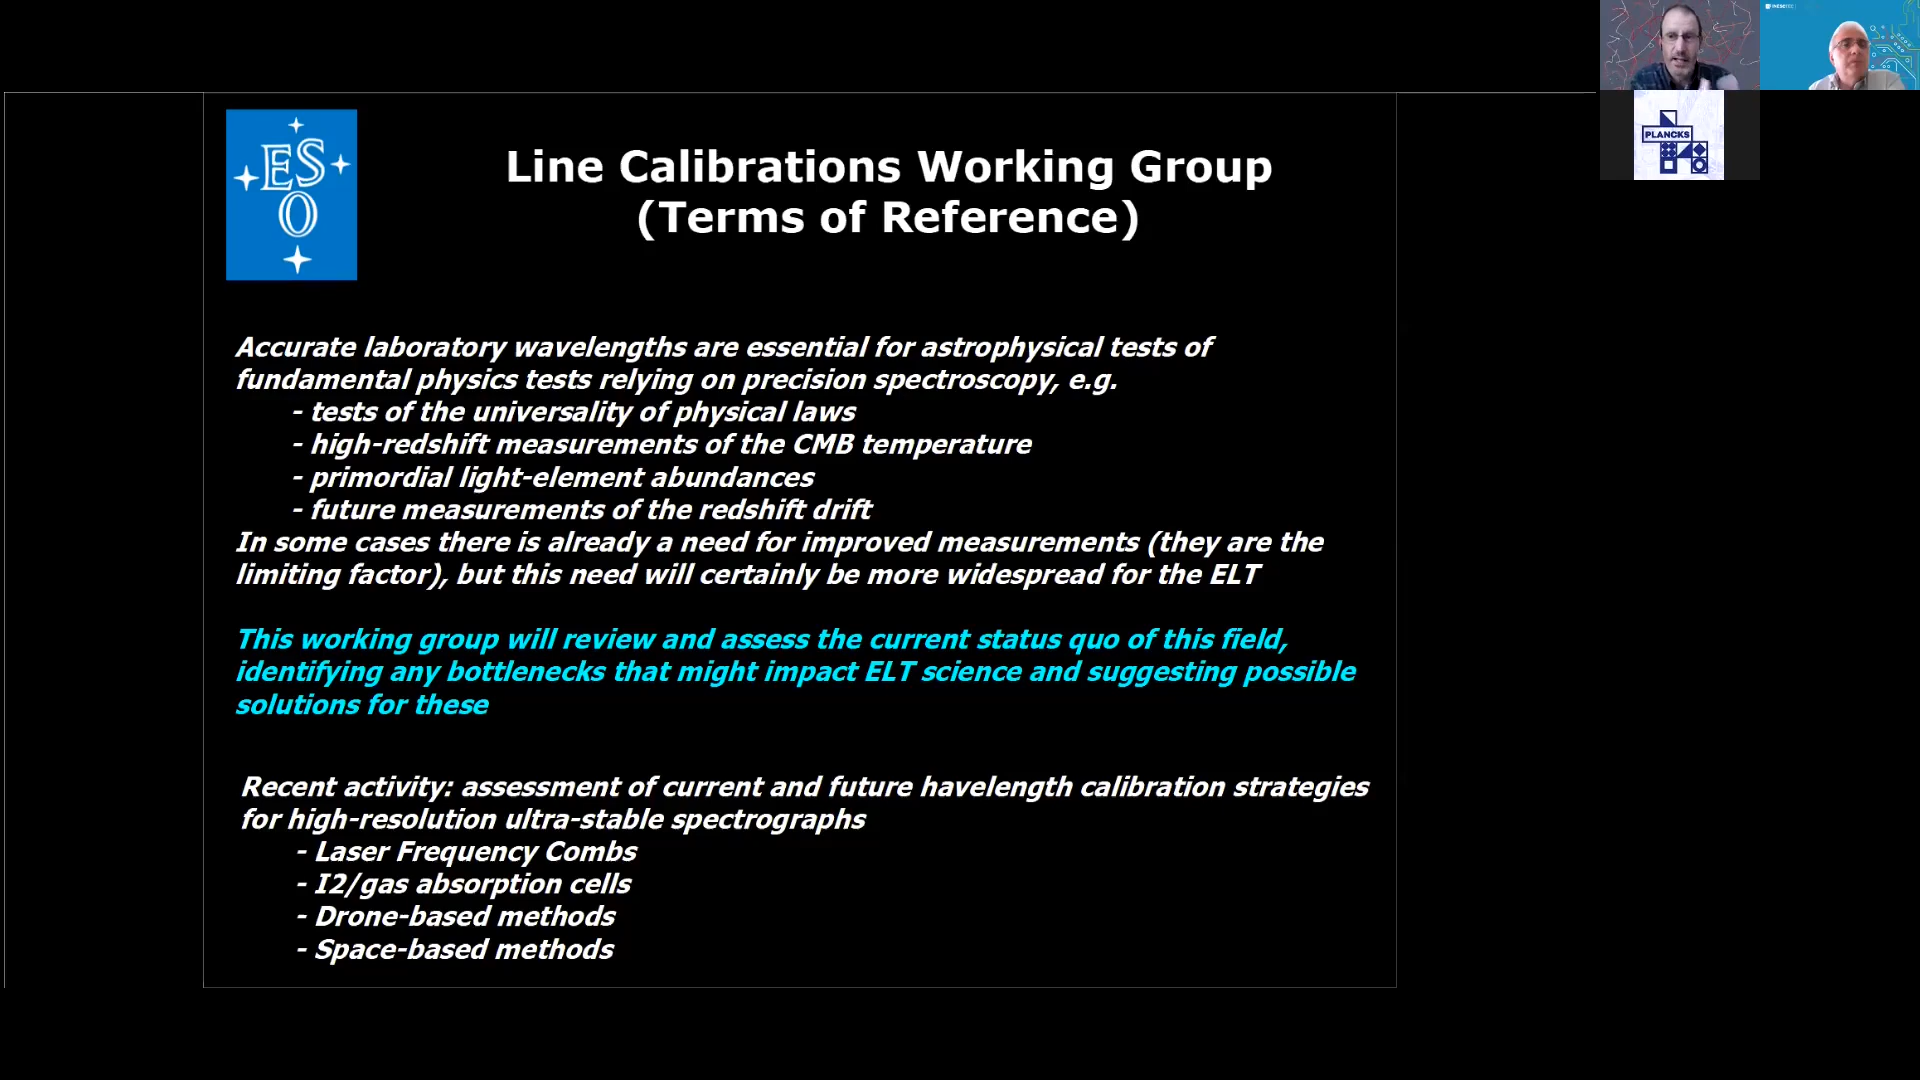 ES
O
Line Calibrations Working Group
(Terms of Reference)
PLANCKS
Accurate laboratory wavelengths are essential for astrophysical tests of
fundamental physics tests relying on precision spectroscopy, e.g.
- tests of the universality of physical laws
- high-redshift measurements of the CMB temperature
- primordial light-element abundances
- future measurements of the redshift drift
In some cases there is already a need for improved measurements (they are the
limiting factor), but this need will certainly be more widespread for the ELT
This working group will review and assess the current status quo of this field,
identifying any bottlenecks that might impact ELT science and suggesting possible
solutions for these
Recent activity: assessment of current and future havelength calibration strategies
for high-resolution ultra-stable spectrographs
- Laser Frequency Combs
- I2/gas absorption cells
- Drone-based methods
- Space-based methods